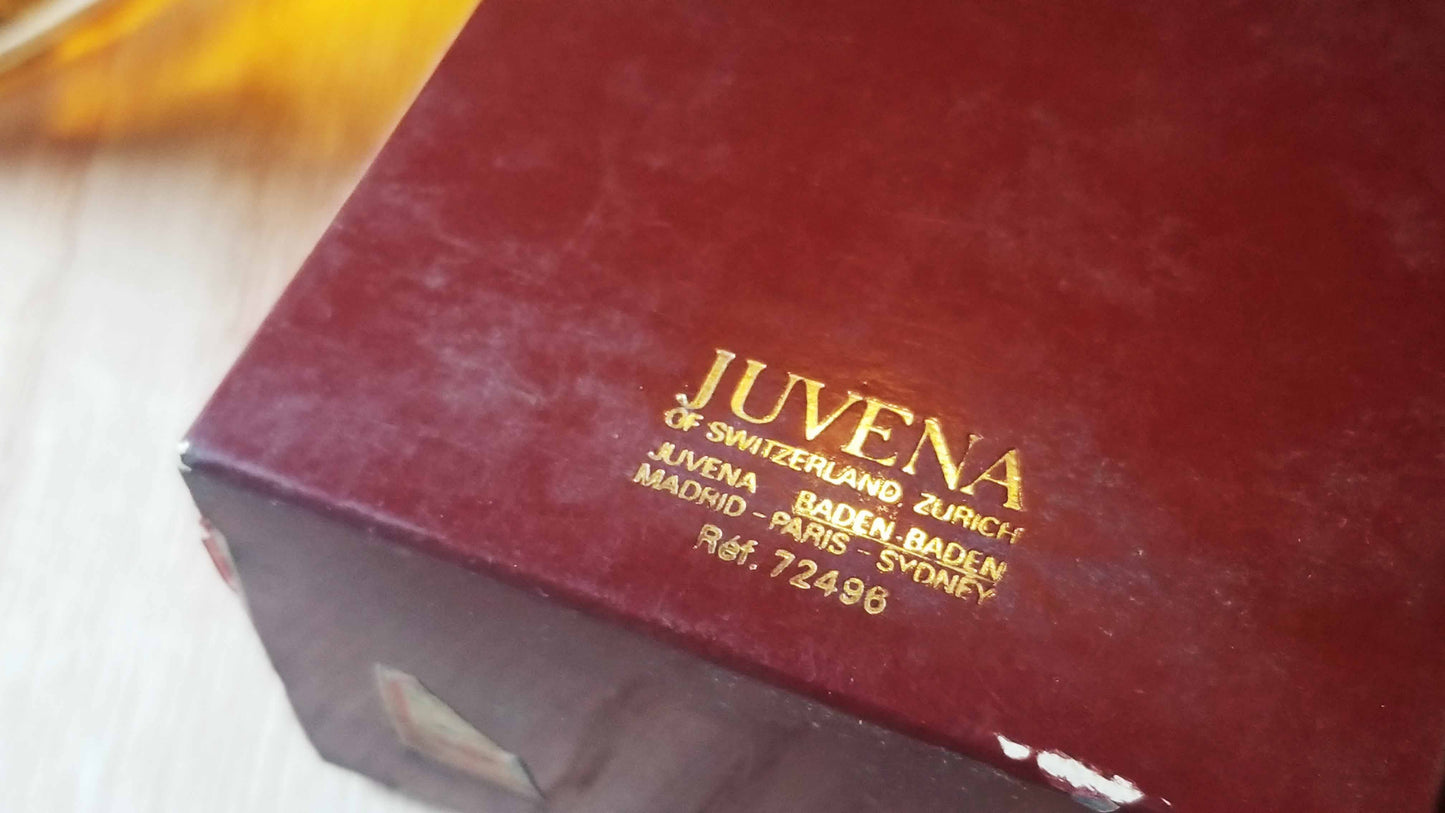 JUVENA
OF SWITZERLAND ZURICH
JUVENA BADEN-BADEN
MADRID - PARIS - SYDNEY
Réf. 72496